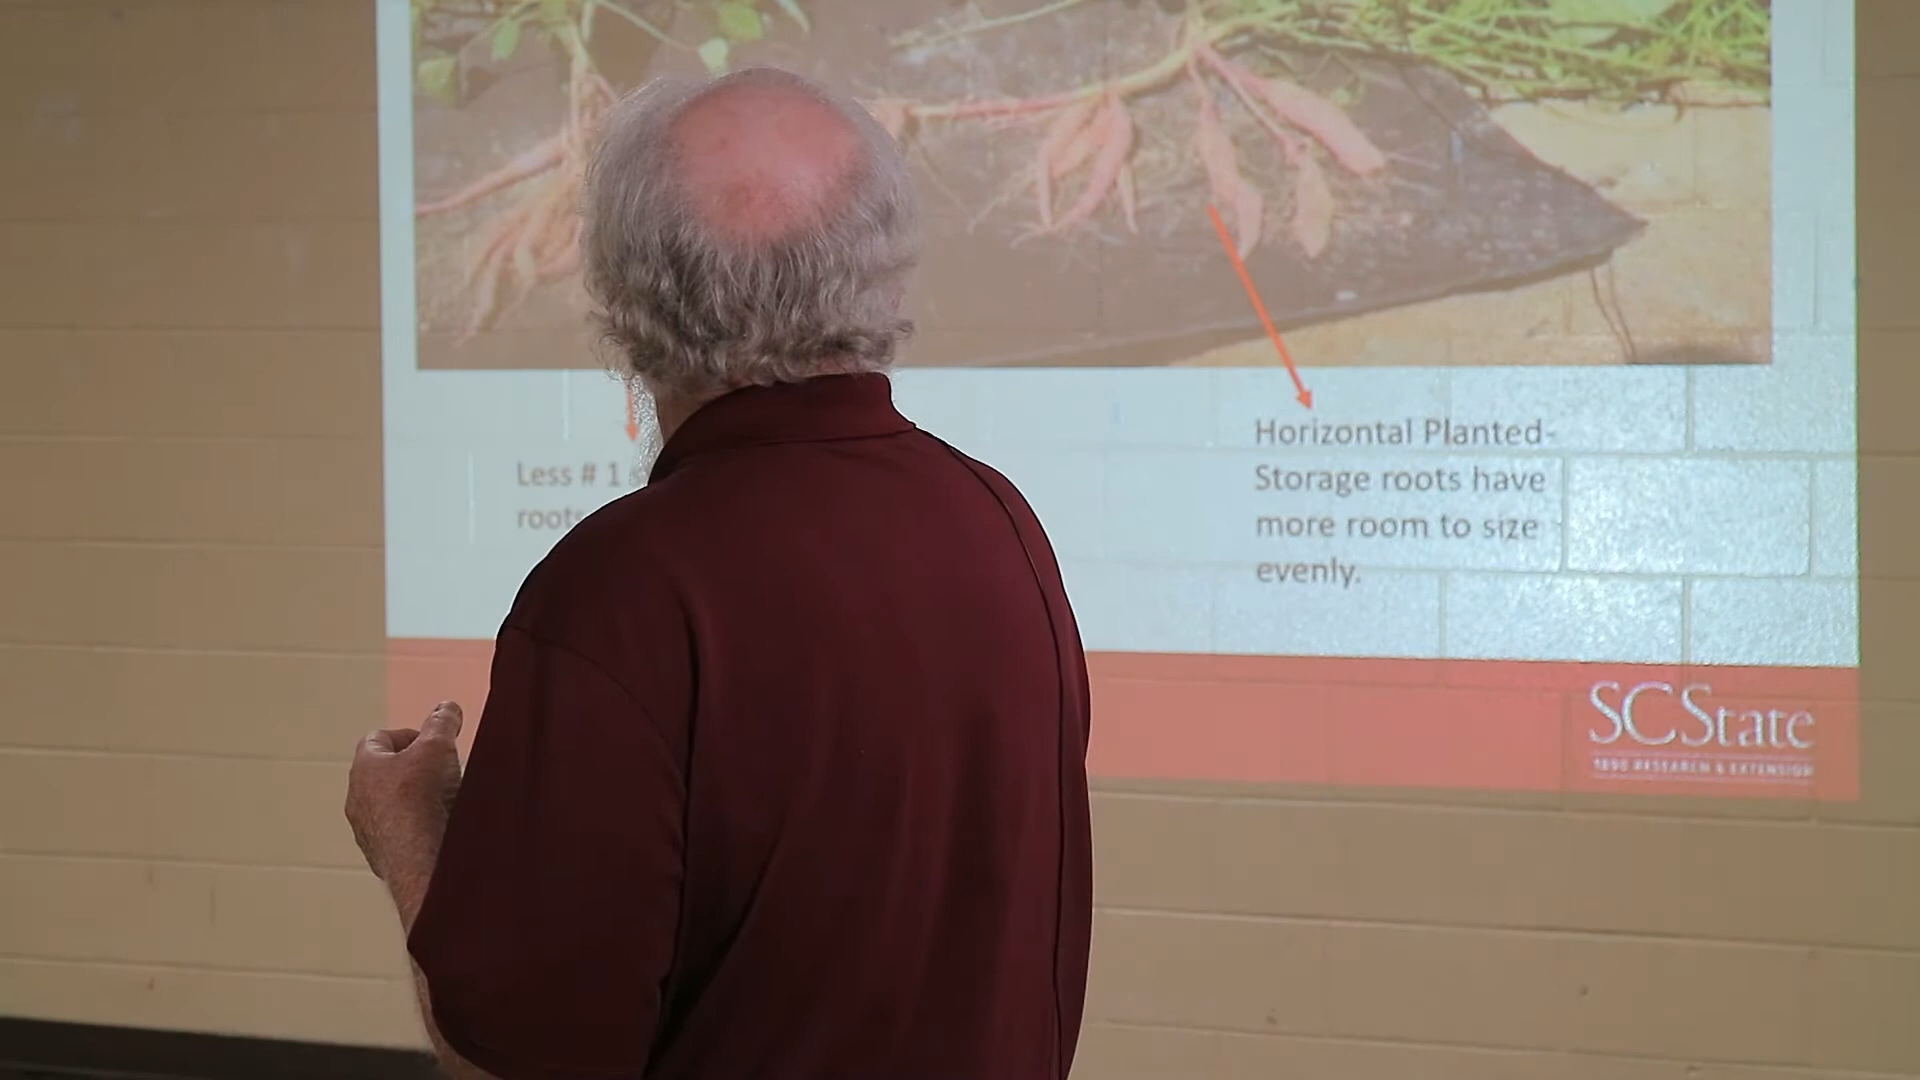 Less # 1
roots
Horizontal Planted-
Storage roots have
more room to size
evenly.
SCState
1890 RESEARCH & EXTENSION